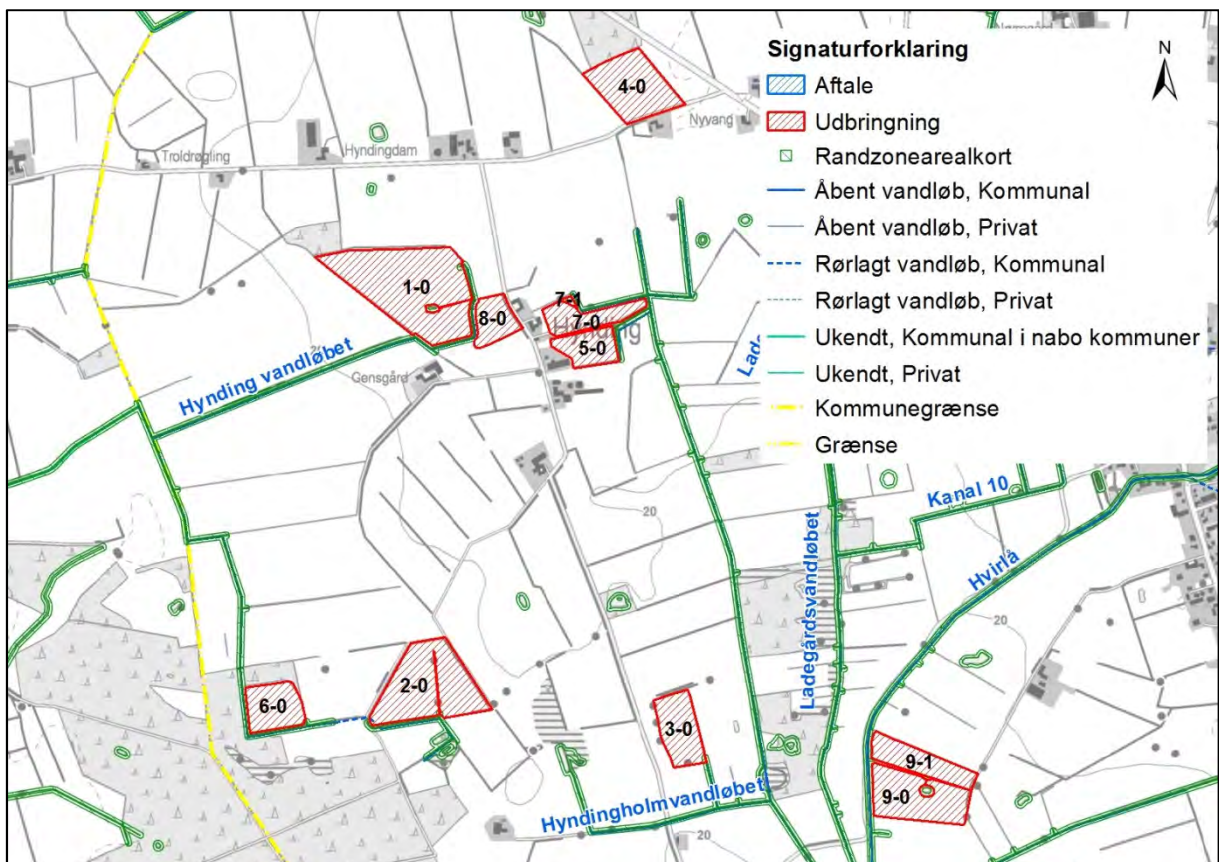 Signaturforklaring
Aftale
Udbringning
Randzonearealkort
Åbent vandløb, Kommunal
Åbent vandløb, Privat
Rørlagt vandløb, Kommunal
Rørlagt vandløb, Privat
Ukendt, Kommunal i nabo kommuner
Ukendt, Privat
Kommunegrænse
Grænse
N
4-0
Nyvang
Troldrøgling
Hyndingdam
1-0
8-0
7-1
7-0
Hynding
5-0
Lade
Gensgård
Hynding vandløbet
20
Kanal 10
Hvirlå
20
Ladegårdsvandløbet
2-0
6-0
3-0
9-1
9-0
Hyndingholmvandløbet
20